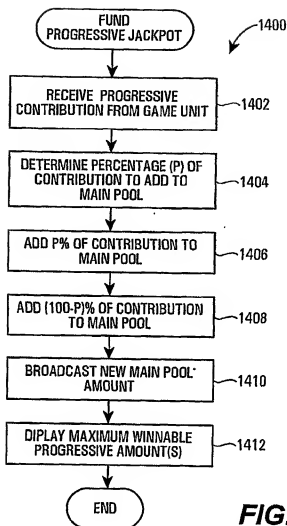 FUND
PROGRESSIVE JACKPOT
1400
RECEIVE PROGRESSIVE
CONTRIBUTION FROM GAME UNIT
1402
DETERMINE PERCENTAGE (P) OF
CONTRIBUTION TO ADD TO
MAIN POOL
1404
ADD P% OF CONTRIBUTION TO
MAIN POOL
1406
ADD (100-P)% OF CONTRIBUTION
TO MAIN POOL
1408
BROADCAST NEW MAIN POOL
AMOUNT
1410
DIPLAY MAXIMUM WINNABLE
PROGRESSIVE AMOUNT(S)
1412
END
FIG.